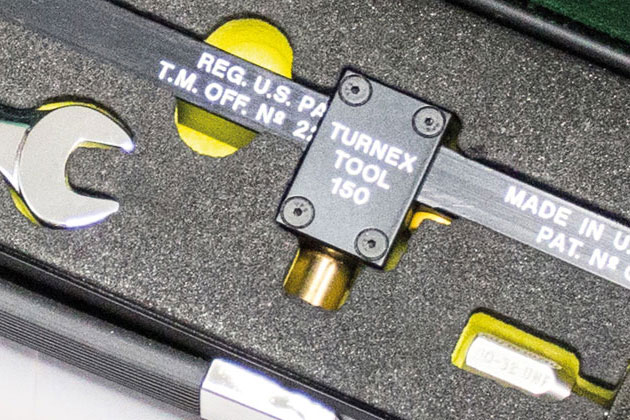 REG. U.S. PA
T.M. OFF. Nº 2
TURNEX
TOOL
150
MADE IN U
PAT. Nº